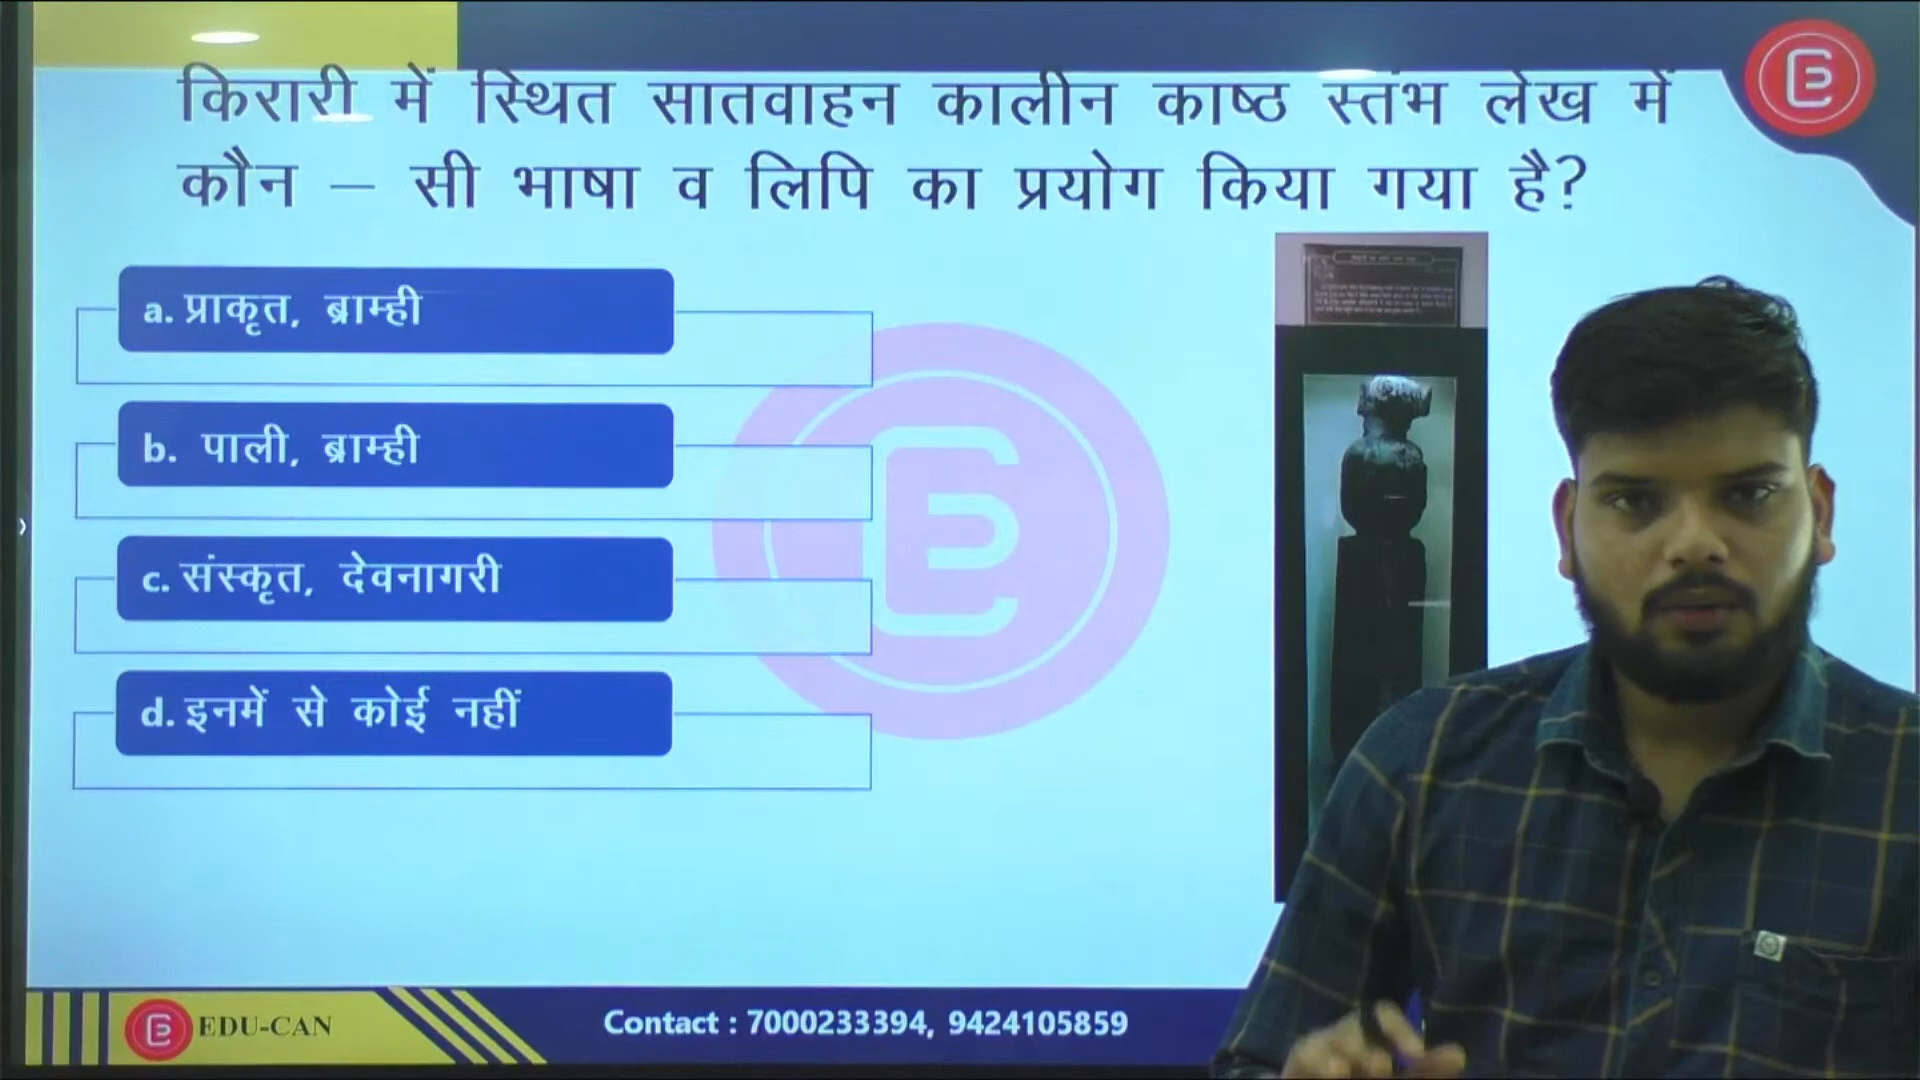 किरारी में स्थित सातवाहन कालीन काष्ठ स्तंभ लेख में
कौन – सी भाषा व लिपि का प्रयोग किया गया है?
a. प्राकृत, ब्राम्ही
b. पाली, ब्राम्ही
c. संस्कृत, देवनागरी
d. इनमें से कोई नहीं
EDU-CAN
Contact : 7000233394, 9424105859